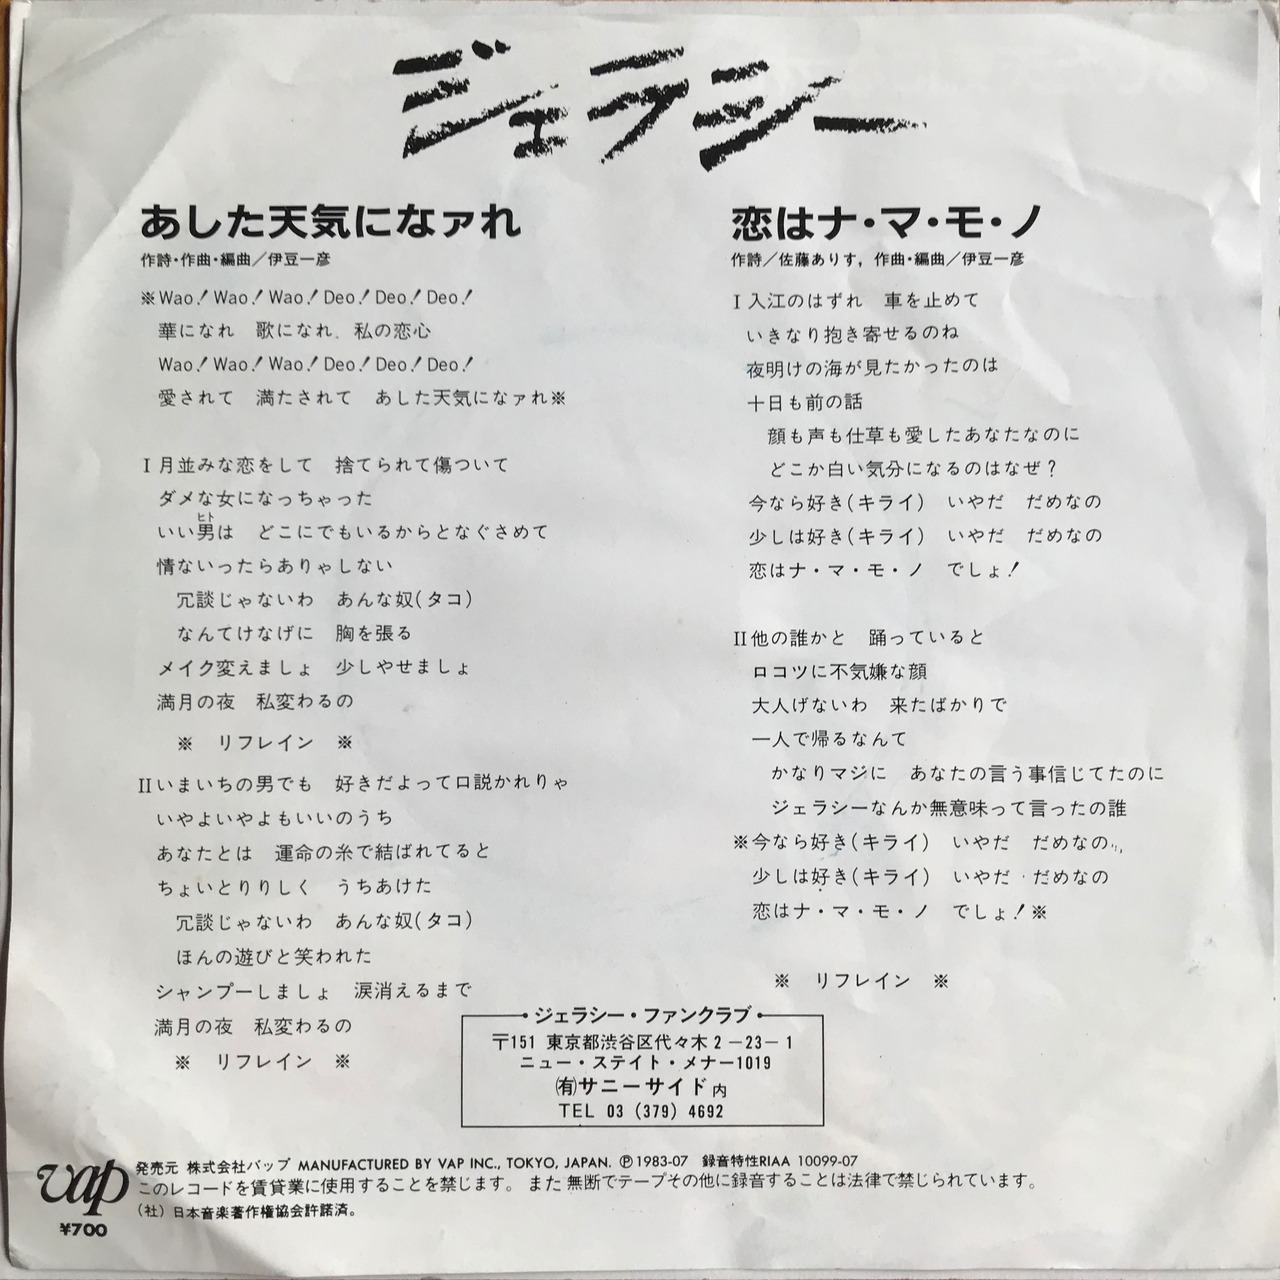 ジェラシー
あした天気になァれ
作詩・作曲・編曲／伊豆一彦
※Wao! Wao! Wao! Deo! Deo! Deo!
華になれ　歌になれ　私の恋心
Wao! Wao! Wao! Deo! Deo! Deo!
愛されて　満たされて　あした天気になァれ※
Ⅰ月並みな恋をして　捨てられて傷ついて
ダメな女になっちゃった
ヒト
いい男は　どこにでもいるからとなぐさめて
情ないったらありゃしない
冗談じゃないわ　あんな奴(タコ)
なんてけなげに　胸を張る
メイク変えましょ　少しやせましょ
満月の夜　私変わるの
※　リフレイン　※
Ⅱいまいちの男でも　好きだよって口説かれりゃ
いやよいやよもいいのうち
あなたとは　運命の糸で結ばれてると
ちょいとりりしく　うちあけた
冗談じゃないわ　あんな奴(タコ)
ほんの遊びと笑われた
シャンプーしましょ　涙消えるまで
満月の夜　私変わるの
※　リフレイン　※
恋はナ・マ・モ・ノ
作詩／佐藤ありす，作曲・編曲／伊豆一彦
Ⅰ入江のはずれ　車を止めて
いきなり抱き寄せるのね
夜明けの海が見たかったのは
十日も前の話
顔も声も仕草も愛したあなたなのに
どこか白い気分になるのはなぜ？
今なら好き(キライ)　いやだ　だめなの
少しは好き(キライ)　いやだ　だめなの
恋はナ・マ・モ・ノ　でしょ!
Ⅱ他の誰かと　踊っていると
ロコツに不気嫌な顔
大人げないわ　来たばかりで
一人で帰るなんて
かなりマジに　あなたの言う事信じてたのに
ジェラシーなんか無意味って言ったの誰
※今なら好き(キライ)　いやだ　だめなの
少しは好き(キライ)　いやだ　だめなの
恋はナ・マ・モ・ノ　でしょ!※
※　リフレイン　※
ジェラシー・ファンクラブ
〒151 東京都渋谷区代々木2－23－1
ニュー・ステイト・メナー1019
㈲サニーサイド内
TEL 03 (379) 4692
vap
¥700
発売元 株式会社バップ MANUFACTURED BY VAP INC., TOKYO, JAPAN. ℗1983-07 録音特性RIAA 10099-07
このレコードを賃貸業に使用することを禁じます。また無断でテープその他に録音することは法律で禁じられています。
(社)日本音楽著作権協会許諾済。